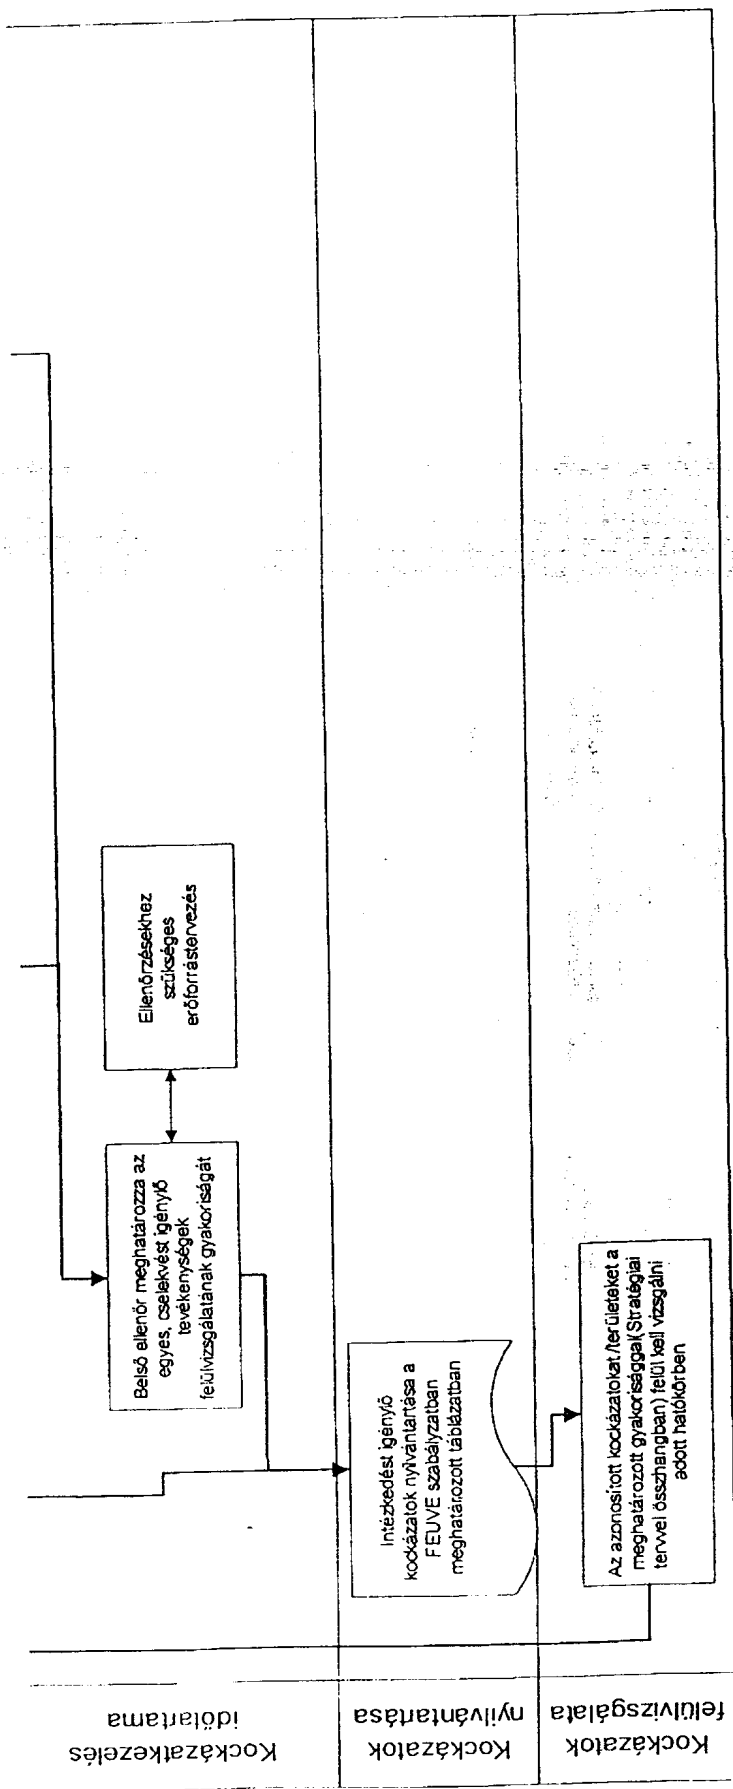 Kockázatkezelés
időtartama
Belső ellenőr meghatározza az
egyes, cselekvést igénylő
tevékenységek
felülvizsgálatának gyakoriságát
Ellenőrzésekhez
szükséges
erőforrástervezés
Kockázatok
nyilvántartása
Intézkedést igénylő
kockázatok nyilvántartása a
FEUVE szabályzatban
meghatározott táblázatban
Kockázatok
felülvizsgálata
Az azonosított kockázatokat/területeket a
meghatározott gyakorisággal(Stratégiai
tervvel összhangban) felül kell vizsgálni
adott hatókörben